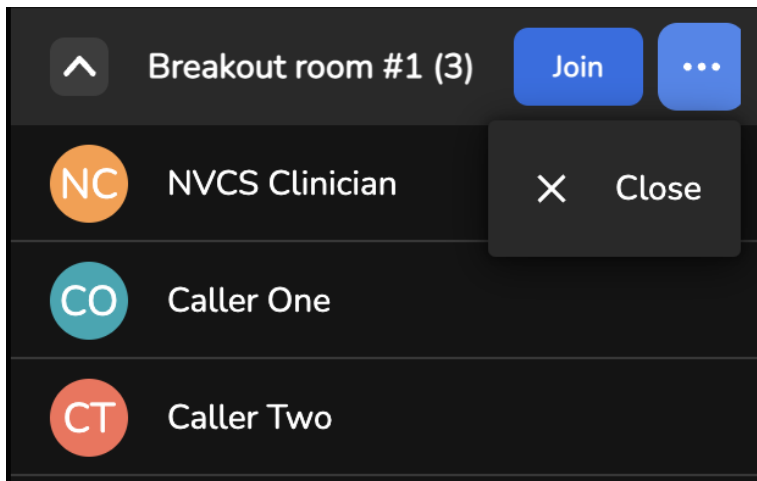 Breakout room #1 (3) Join ...
NC NVCS Clinician
Close
CO Caller One
CT Caller Two